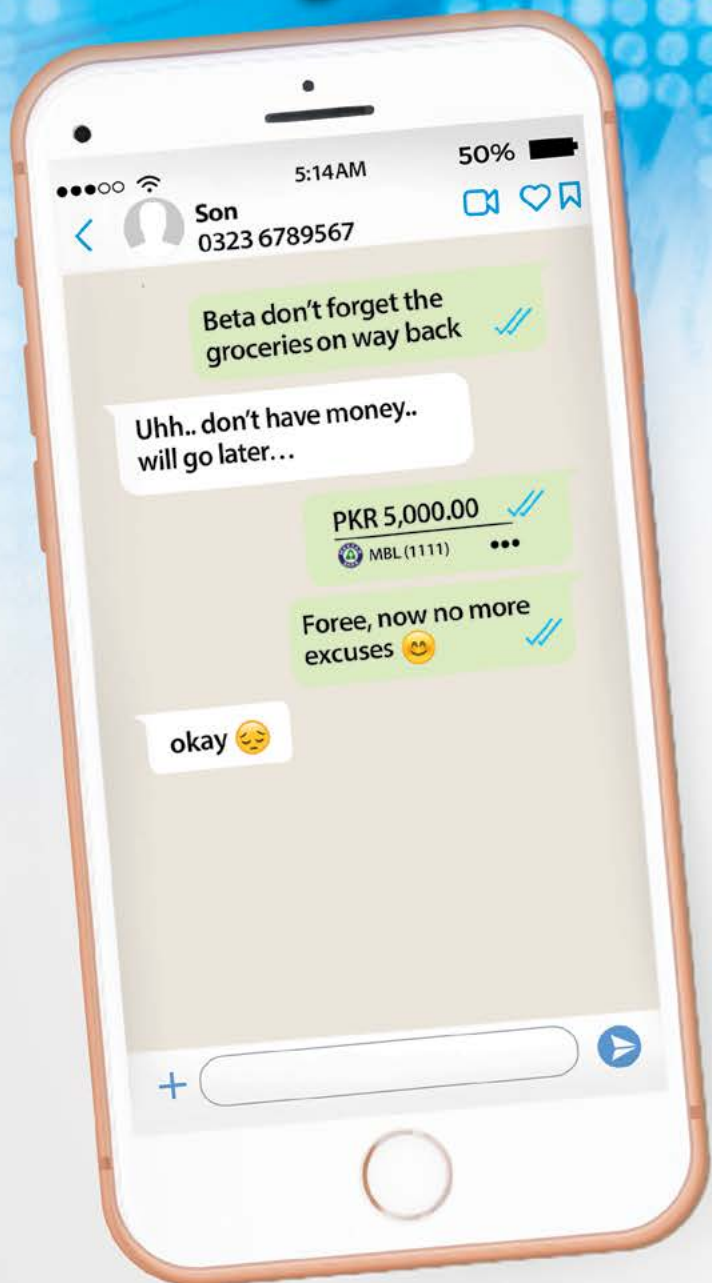 5:14AM
50%
Son
0323 6789567
Beta don't forget the
groceries on way back
Uhh.. don't have money..
will go later...
PKR 5,000.00
MBL (1111)
Foree, now no more
excuses 😊
okay 😔